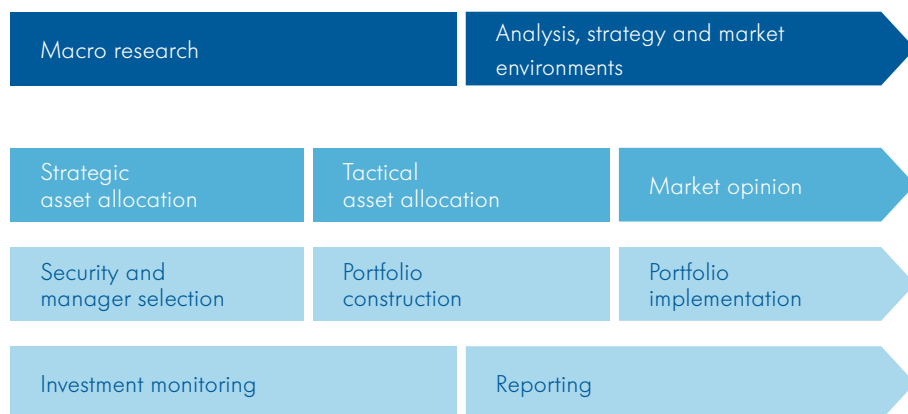 Macro research
Analysis, strategy and market
environments
Strategic
asset allocation
Tactical
asset allocation
Market opinion
Security and
manager selection
Portfolio
construction
Portfolio
implementation
Investment monitoring
Reporting